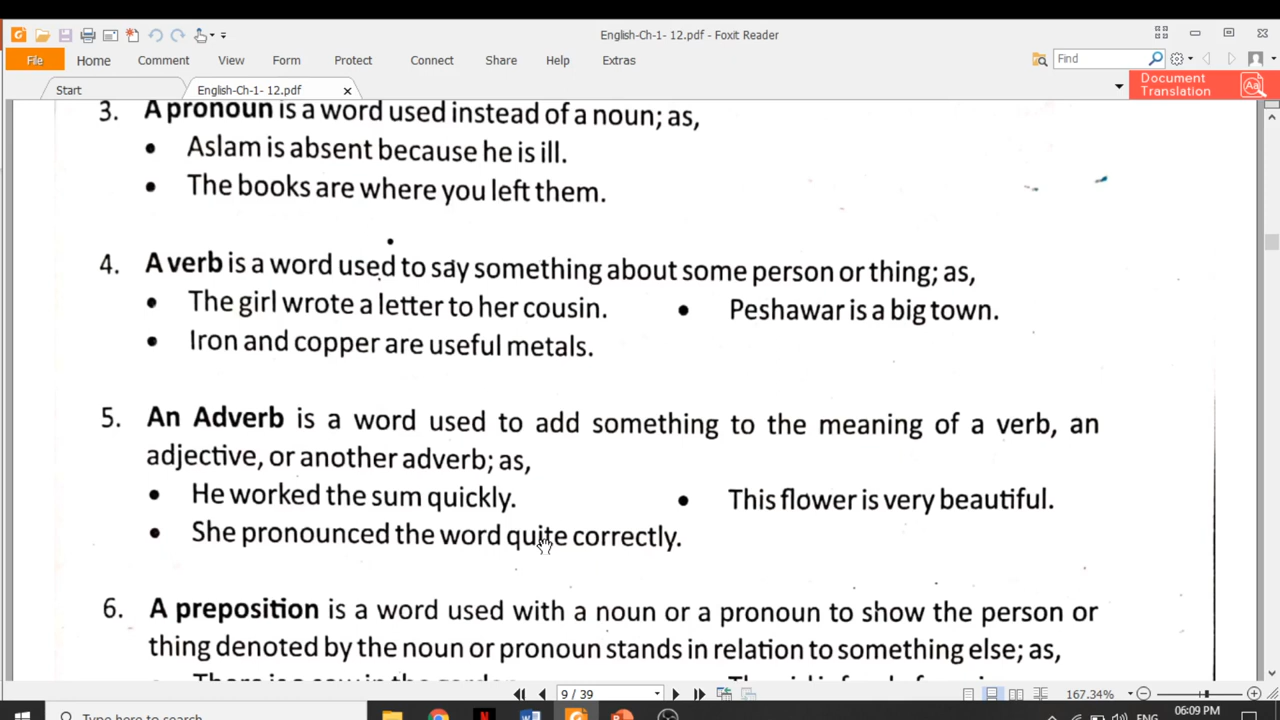 English-Ch-1- 12.pdf - Foxit Reader
File Home Comment View Form Protect Connect Share Help Extras Find
Start English-Ch-1- 12.pdf Document Translation
3. A pronoun is a word used instead of a noun; as,
• Aslam is absent because he is ill.
• The books are where you left them.
4. A verb is a word used to say something about some person or thing; as,
• The girl wrote a letter to her cousin. • Peshawar is a big town.
• Iron and copper are useful metals.
5. An Adverb is a word used to add something to the meaning of a verb, an
adjective, or another adverb; as,
• He worked the sum quickly. • This flower is very beautiful.
• She pronounced the word quite correctly.
6. A preposition is a word used with a noun or a pronoun to show the person or
thing denoted by the noun or pronoun stands in relation to something else; as,
9 / 39 167.34%
Type here to search ENG 06:09 PM